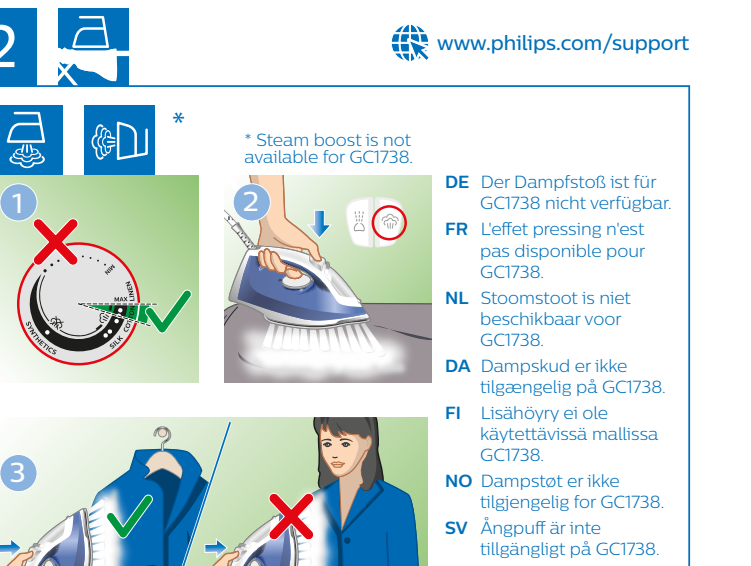 2
www.philips.com/support
*
* Steam boost is not
available for GC1738.
1
MIN
MAX
LINEN
COTTON
SILK
SYNTHETICS
2
3
DE Der Dampfstoß ist für
GC1738 nicht verfügbar.
FR L'effet pressing n'est
pas disponible pour
GC1738.
NL Stoomstoot is niet
beschikbaar voor
GC1738.
DA Dampskud er ikke
tilgængelig på GC1738.
FI Lisähöyry ei ole
käytettävissä mallissa
GC1738.
NO Dampstøt er ikke
tilgjengelig for GC1738.
SV Ångpuff är inte
tillgängligt på GC1738.